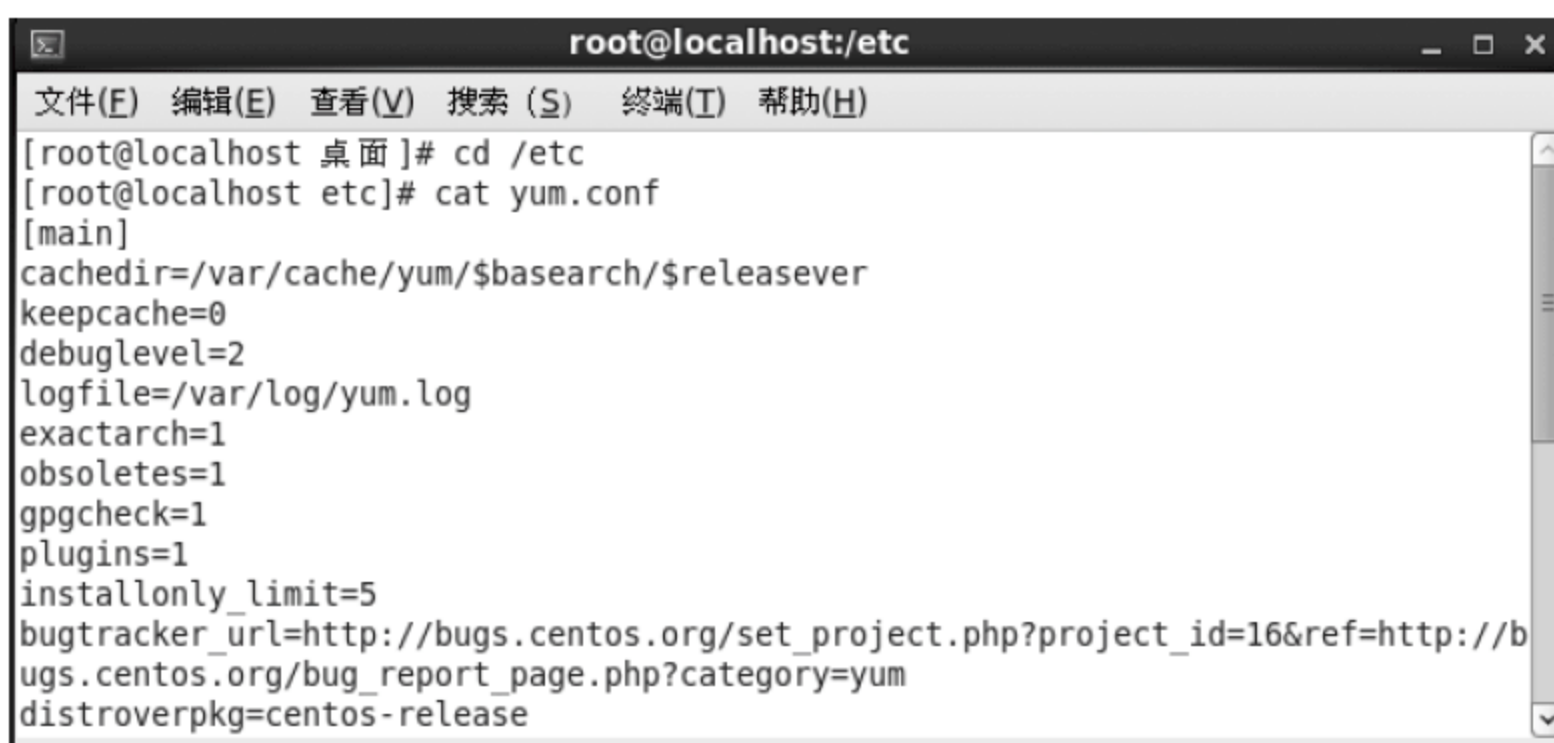 root@localhost:/etc
文件(F) 编辑(E) 查看(V) 搜索 (S) 终端(T) 帮助(H)
[root@localhost 桌面]# cd /etc
[root@localhost etc]# cat yum.conf
[main]
cachedir=/var/cache/yum/$basearch/$releasever
keepcache=0
debuglevel=2
logfile=/var/log/yum.log
exactarch=1
obsoletes=1
gpgcheck=1
plugins=1
installonly_limit=5
bugtracker_url=http://bugs.centos.org/set_project.php?project_id=16&ref=http://b
ugs.centos.org/bug_report_page.php?category=yum
distroverpkg=centos-release